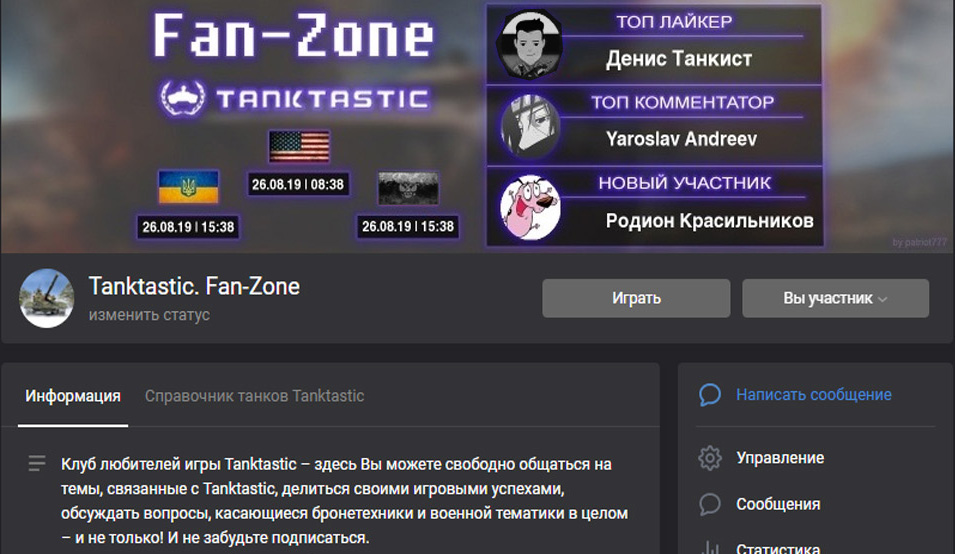 Fan-Zone
TANKTASTIC
26.08.19 | 08:38
26.08.19 | 15:38
26.08.19 | 15:38
ТОП ЛАЙКЕР
Денис Танкист
ТОП КОММЕНТАТОР
Yaroslav Andreev
НОВЫЙ УЧАСТНИК
Родион Красильников
by patriot777
Tanktastic. Fan-Zone
изменить статус
Играть
Вы участник
Информация
Справочник танков Tanktastic
Клуб любителей игры Tanktastic – здесь Вы можете свободно общаться на
темы, связанные с Tanktastic, делиться своими игровыми успехами,
обсуждать вопросы, касающиеся бронетехники и военной тематики в целом
– и не только! И не забудьте подписаться.
Написать сообщение
Управление
Сообщения
Статистика